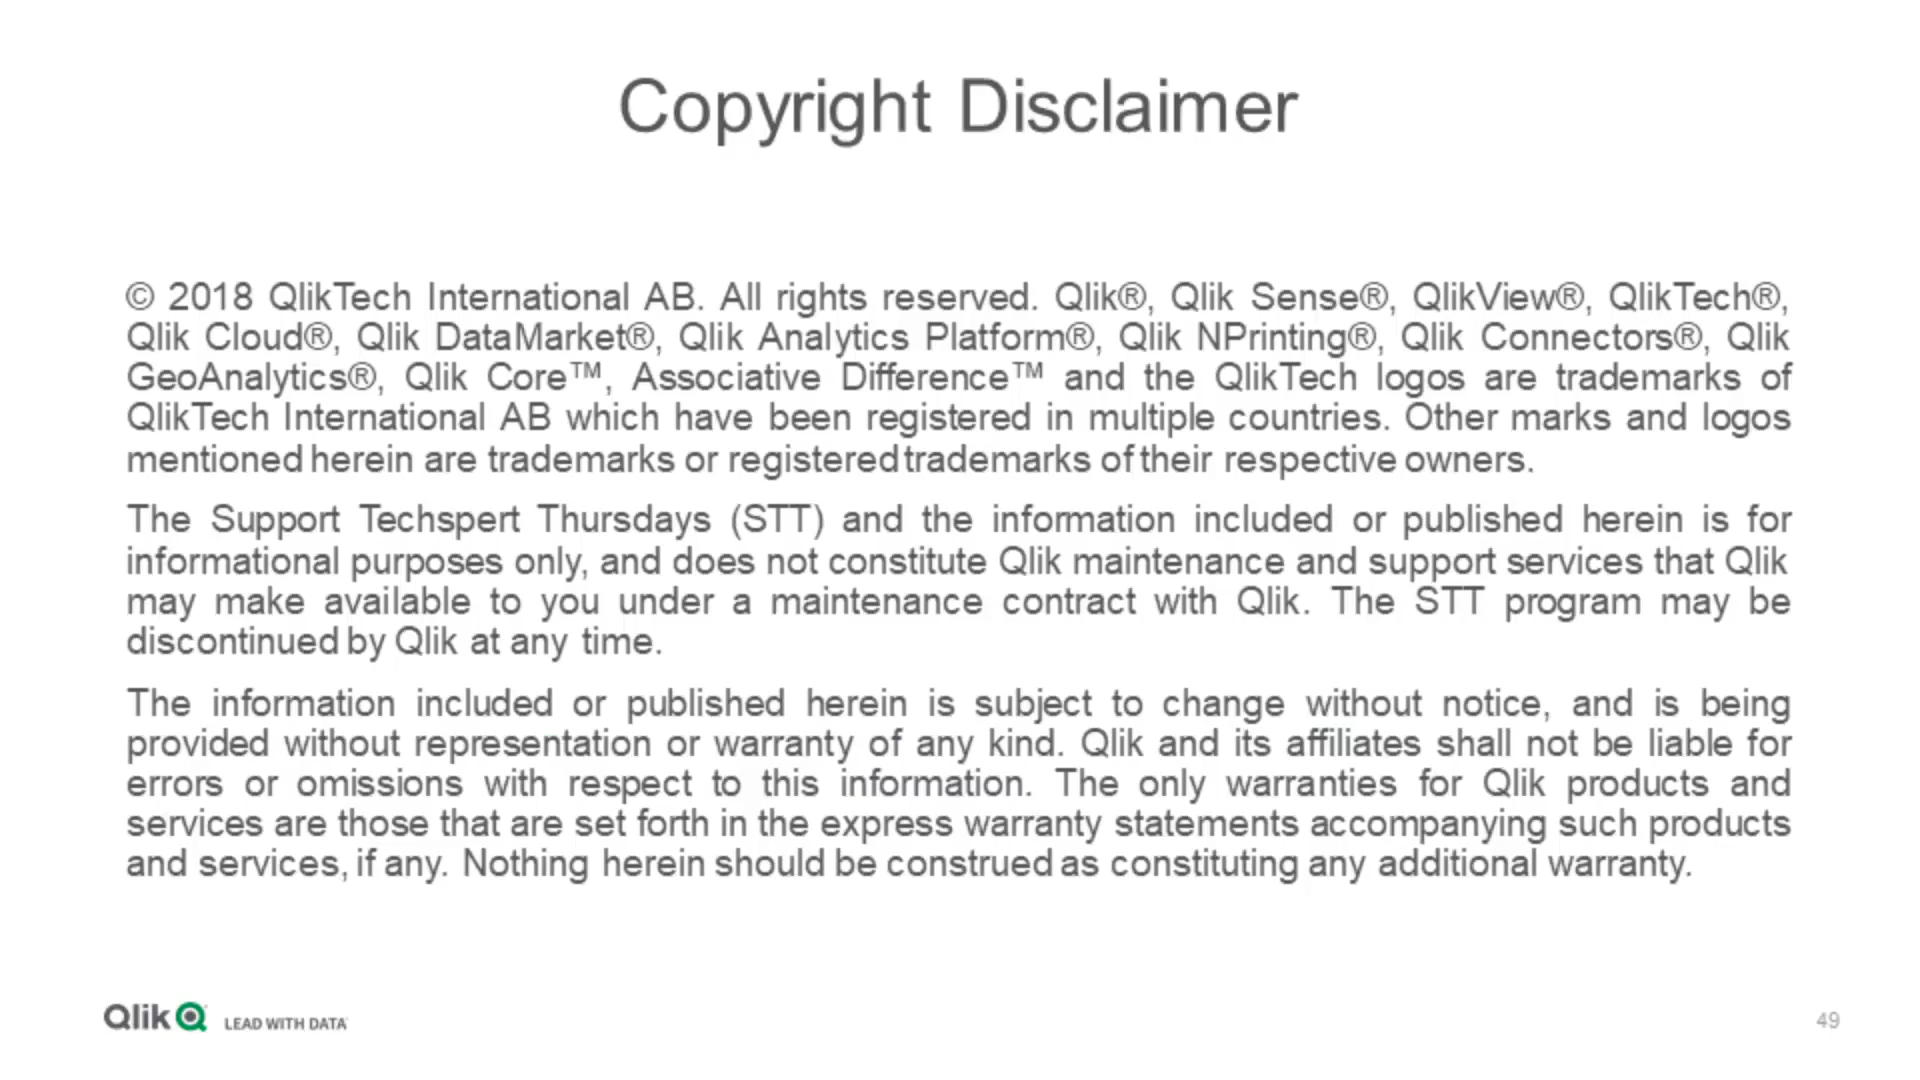 Copyright Disclaimer
© 2018 QlikTech International AB. All rights reserved. Qlik®, Qlik Sense®, QlikView®, QlikTech®,
Qlik Cloud®, Qlik DataMarket®, Qlik Analytics Platform®, Qlik NPrinting®, Qlik Connectors®, Qlik
GeoAnalytics®, Qlik Core™, Associative Difference™ and the QlikTech logos are trademarks of
QlikTech International AB which have been registered in multiple countries. Other marks and logos
mentioned herein are trademarks or registered trademarks of their respective owners.
The Support Techspert Thursdays (STT) and the information included or published herein is for
informational purposes only, and does not constitute Qlik maintenance and support services that Qlik
may make available to you under a maintenance contract with Qlik. The STT program may be
discontinued by Qlik at any time.
The information included or published herein is subject to change without notice, and is being
provided without representation or warranty of any kind. Qlik and its affiliates shall not be liable for
errors or omissions with respect to this information. The only warranties for Qlik products and
services are those that are set forth in the express warranty statements accompanying such products
and services, if any. Nothing herein should be construed as constituting any additional warranty.
Qlik LEAD WITH DATA
49